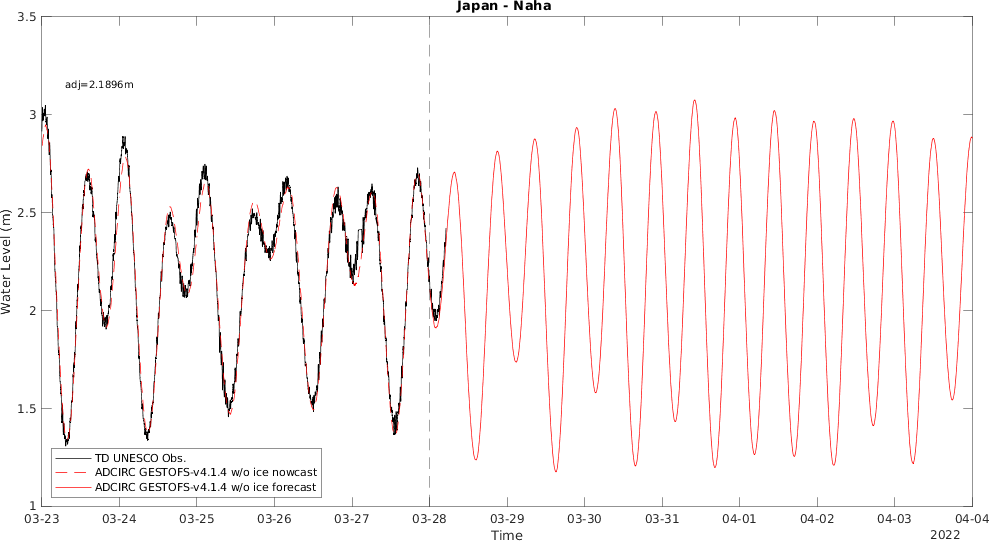 Japan - Naha
3.5
3
2.5
2
1.5
1
Water Level (m)
adj=2.1896m
TD UNESCO Obs.
ADCIRC GESTOFS-v4.1.4 w/o ice nowcast
ADCIRC GESTOFS-v4.1.4 w/o ice forecast
03-23 03-24 03-25 03-26 03-27 03-28 03-29 03-30 03-31 04-01 04-02 04-03 04-04
Time
2022